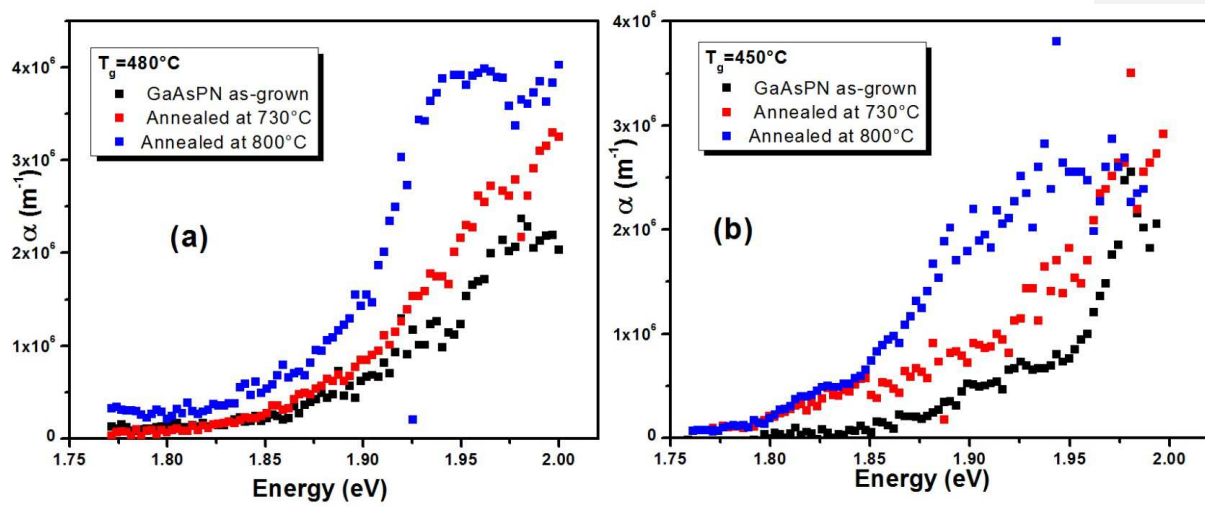 4x10⁶
3x10⁶
2x10⁶
1x10⁶
0
α (m⁻¹)
T_g=480°C
GaAsPN as-grown
Annealed at 730°C
Annealed at 800°C
(a)
1.75
1.80
1.85
1.90
1.95
2.00
Energy (eV)
4x10⁶
3x10⁶
2x10⁶
1x10⁶
0
α (m⁻¹)
T_g=450°C
GaAsPN as-grown
Annealed at 730°C
Annealed at 800°C
(b)
1.75
1.80
1.85
1.90
1.95
2.00
Energy (eV)